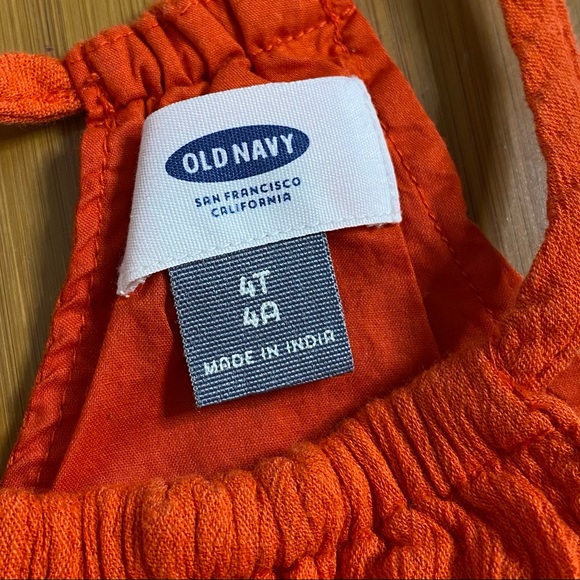 OLD NAVY
SAN FRANCISCO
CALIFORNIA
4T
4A
MADE IN INDIA